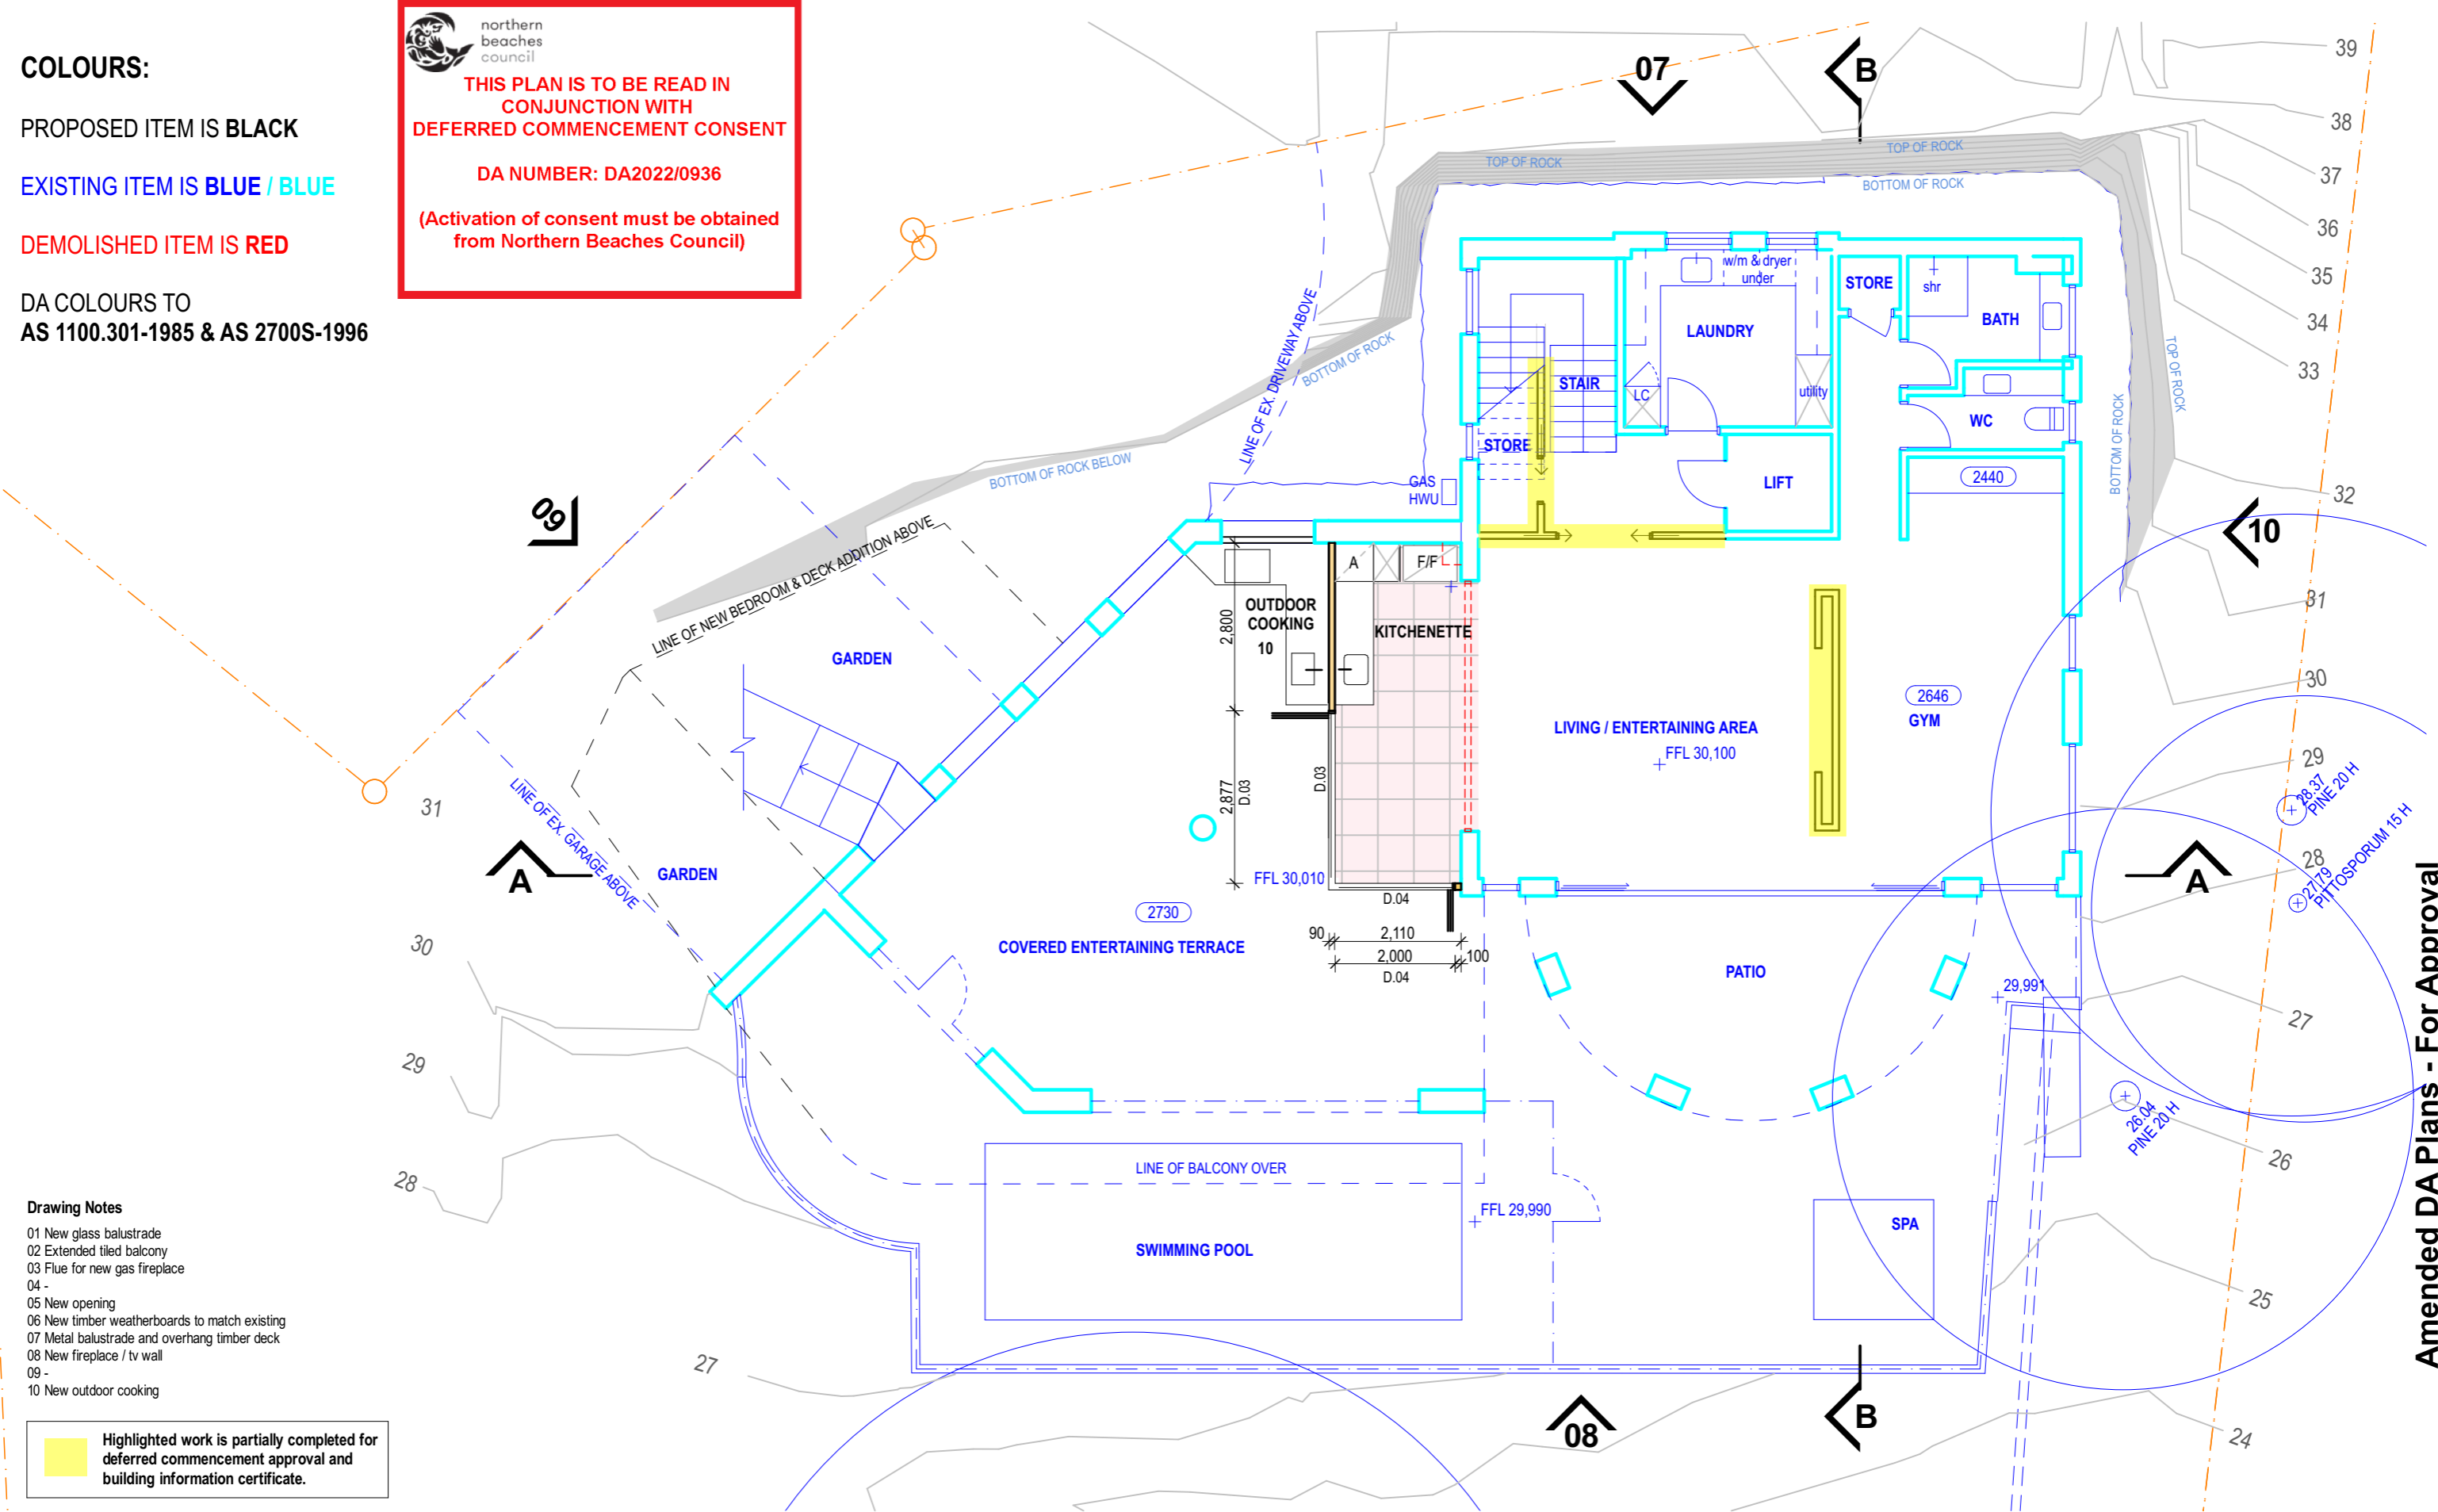 COLOURS:
PROPOSED ITEM IS BLACK
EXISTING ITEM IS BLUE / BLUE
DEMOLISHED ITEM IS RED
DA COLOURS TO
AS 1100.301-1985 & AS 2700S-1996
northern
beaches
council
THIS PLAN IS TO BE READ IN
CONJUNCTION WITH
DEFERRED COMMENCEMENT CONSENT
DA NUMBER: DA2022/0936
(Activation of consent must be obtained
from Northern Beaches Council)
07
B
39
38
37
36
35
34
33
32
31
30
29
28
27
26
25
24
TOP OF ROCK
TOP OF ROCK
BOTTOM OF ROCK
BOTTOM OF ROCK
TOP OF ROCK
BOTTOM OF ROCK
LINE OF EX. DRIVEWAY ABOVE
BOTTOM OF ROCK BELOW
w/m & dryer
under
STORE
shr
BATH
LAUNDRY
STAIR
LC
utility
WC
STORE
LIFT
2440
GAS
HWU
09
10
LINE OF NEW BEDROOM & DECK ADDITION ABOVE
A
F/F
OUTDOOR
COOKING
10
KITCHENETTE
2,800
GARDEN
2646
GYM
LIVING / ENTERTAINING AREA
FFL 30,100
2,877
D.03
D.03
LINE OF EX. GARAGE ABOVE
31
GARDEN
A
A
28.37
PINE 20 H
27.79
PITTOSPORUM 15 H
FFL 30,010
D.04
2730
COVERED ENTERTAINING TERRACE
90
2,110
2,000
100
D.04
PATIO
29,991
30
29
28
27
26.04
PINE 20 H
LINE OF BALCONY OVER
FFL 29,990
SWIMMING POOL
SPA
08
B
Amended DA Plans - For Approval
Drawing Notes
01 New glass balustrade
02 Extended tiled balcony
03 Flue for new gas fireplace
04 -
05 New opening
06 New timber weatherboards to match existing
07 Metal balustrade and overhang timber deck
08 New fireplace / tv wall
09 -
10 New outdoor cooking
Highlighted work is partially completed for
deferred commencement approval and
building information certificate.